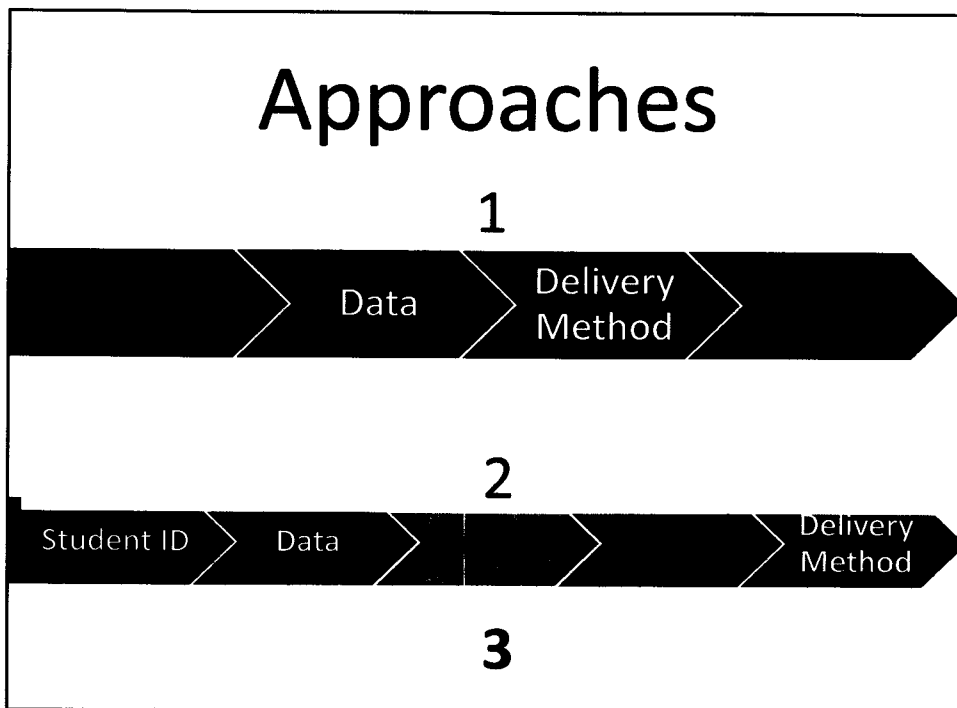 Approaches
1
Data
Delivery
Method
2
Student ID
Data
Delivery
Method
3